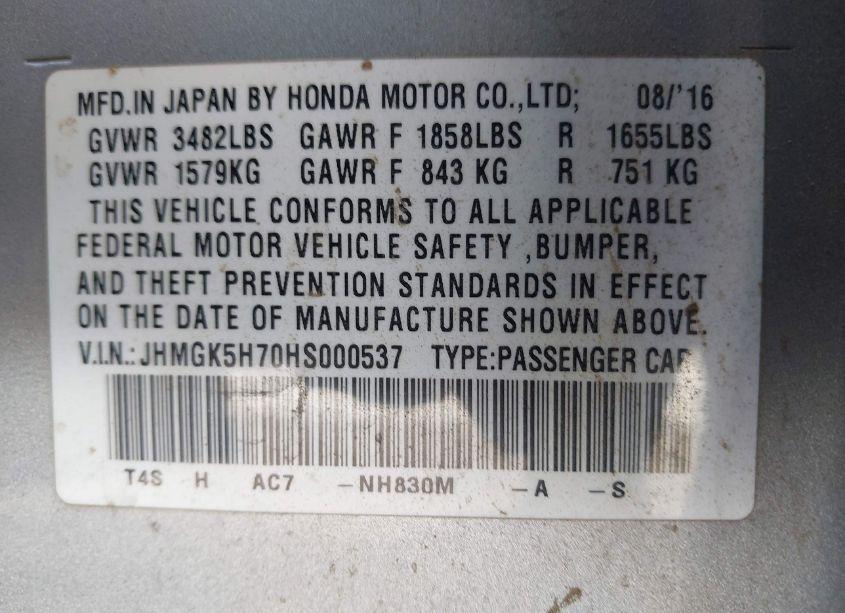 MFD.IN JAPAN BY HONDA MOTOR CO.,LTD; 08/'16
GVWR 3482LBS GAWR F 1858LBS R 1655LBS
GVWR 1579KG GAWR F 843 KG R 751 KG
THIS VEHICLE CONFORMS TO ALL APPLICABLE
FEDERAL MOTOR VEHICLE SAFETY ,BUMPER,
AND THEFT PREVENTION STANDARDS IN EFFECT
ON THE DATE OF MANUFACTURE SHOWN ABOVE.
V.I.N.: JHMGK5H70HS000537 TYPE:PASSENGER CAR
T4S H AC7 -NH830M -A -S